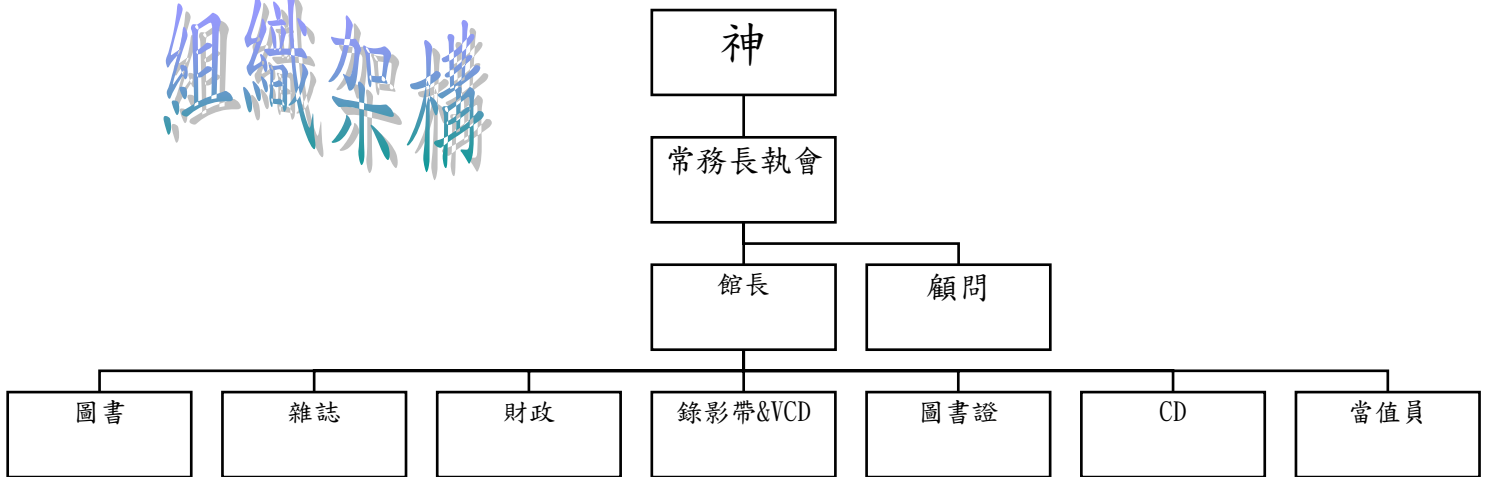 組織架構
神
常務長執會
館長
顧問
圖書
雜誌
財政
錄影帶&VCD
圖書證
CD
當值員